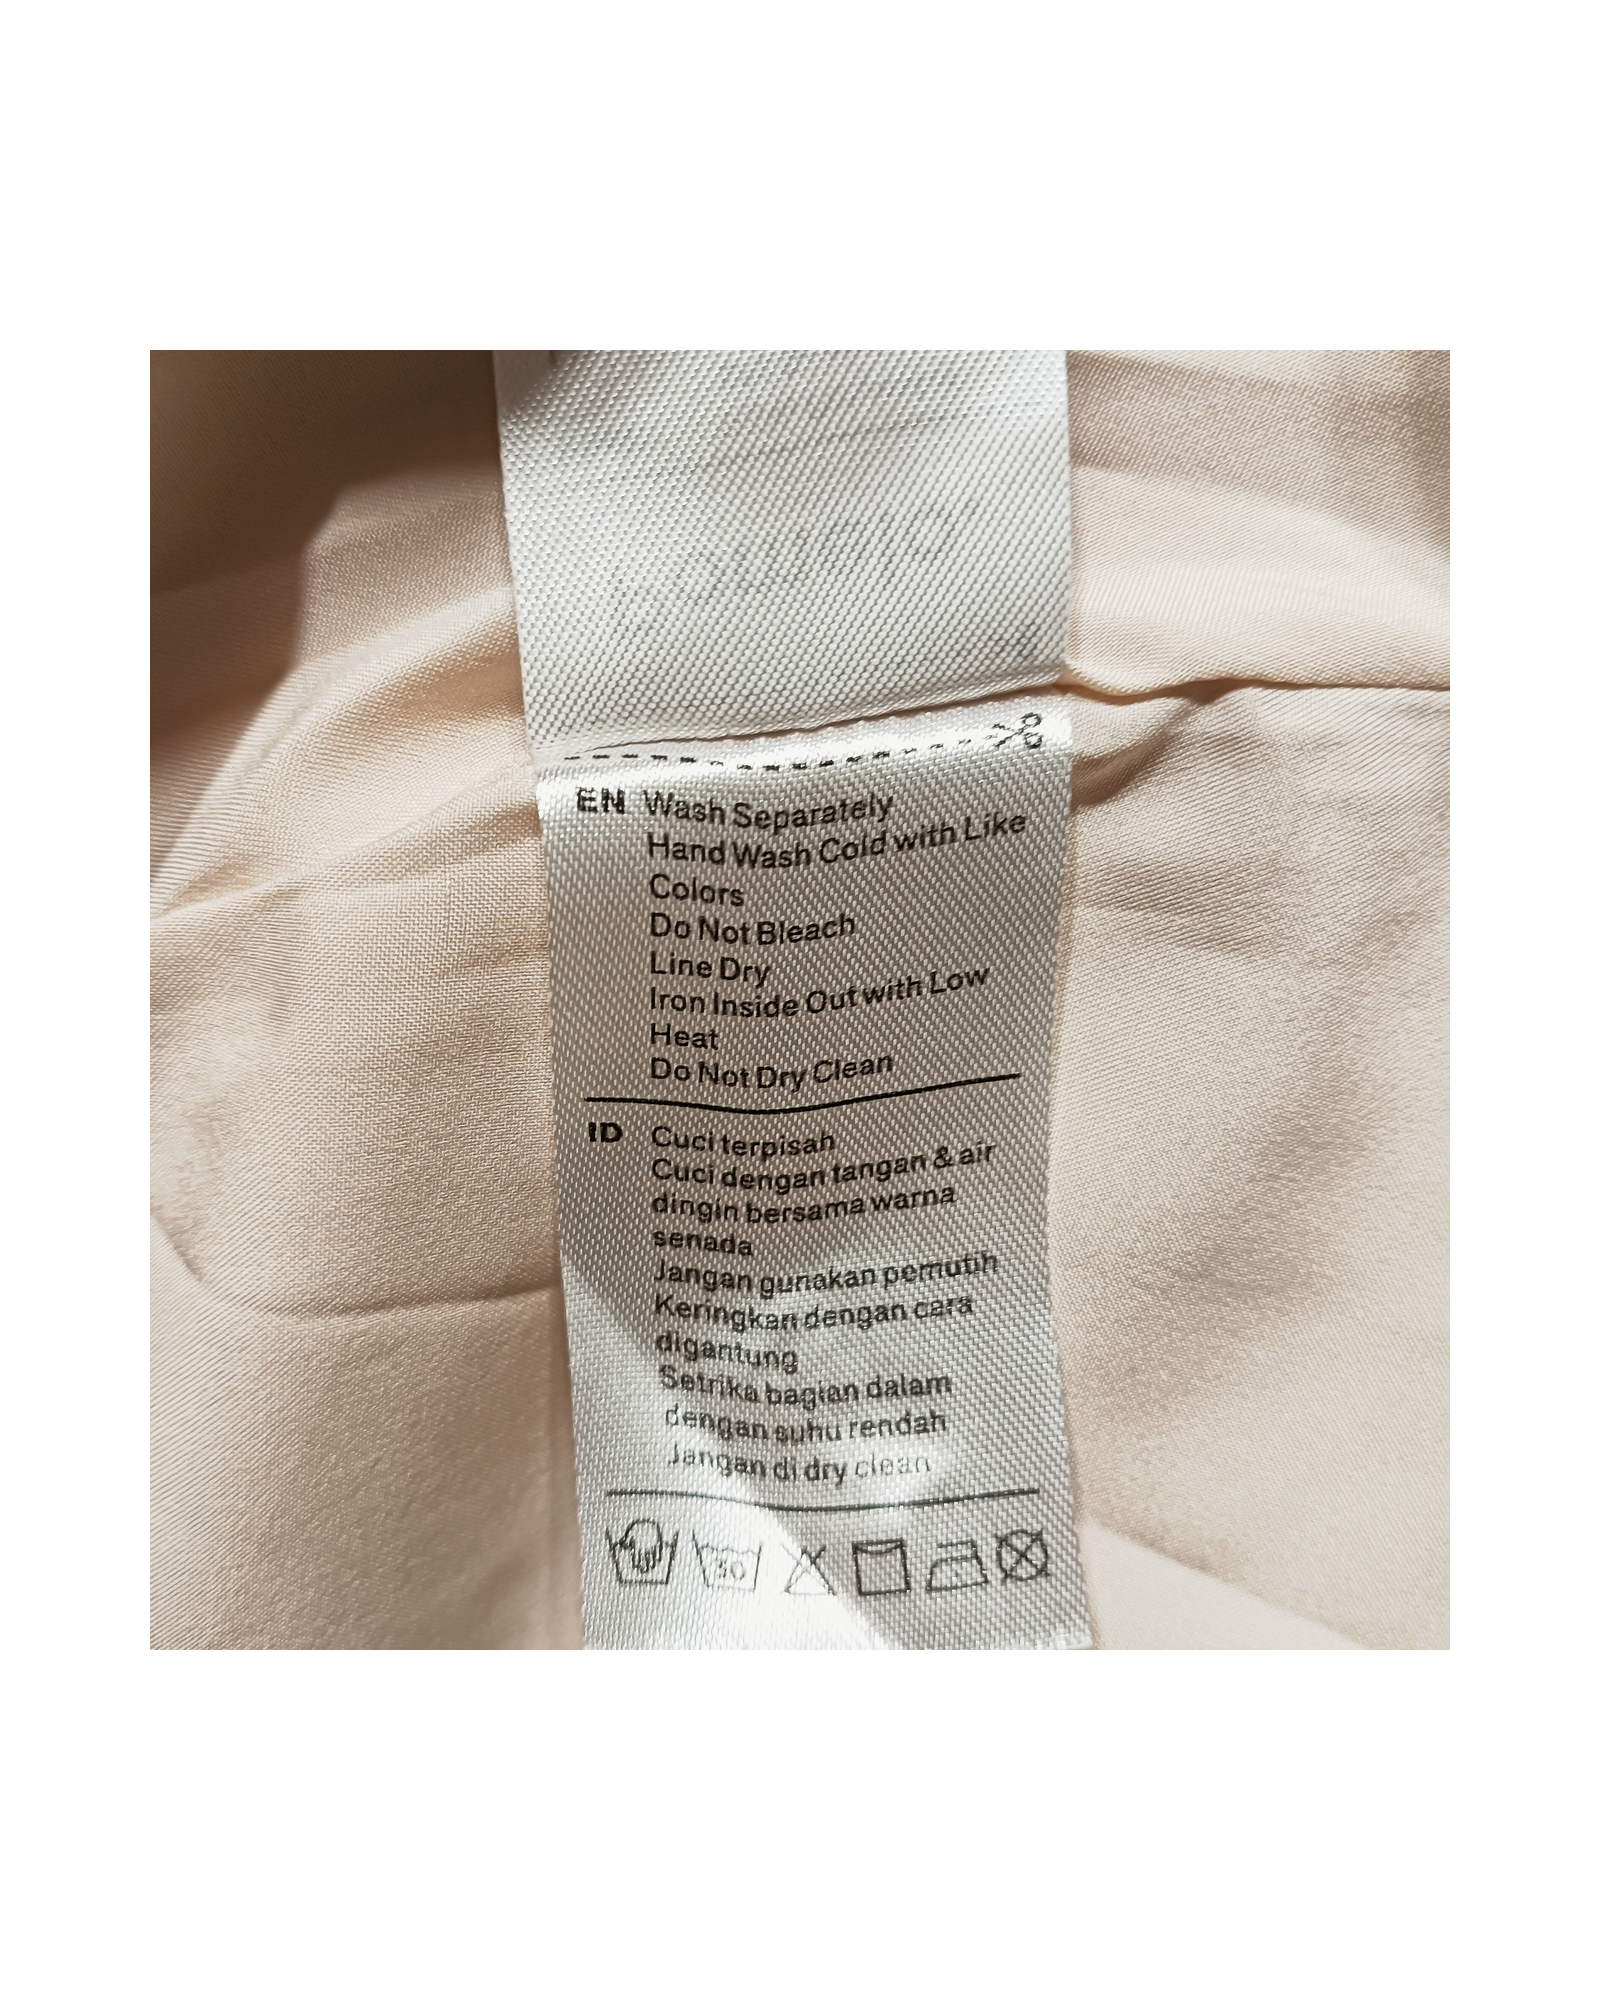 EN Wash Separately
Hand Wash Cold with Like
Colors
Do Not Bleach
Line Dry
Iron Inside Out with Low
Heat
Do Not Dry Clean
ID Cuci terpisah
Cuci dengan tangan & air
dingin bersama warna
senada
Jangan gunakan pemutih
Keringkan dengan cara
digantung
Setrika bagian dalam
dengan suhu rendah
Jangan di dry clean
30